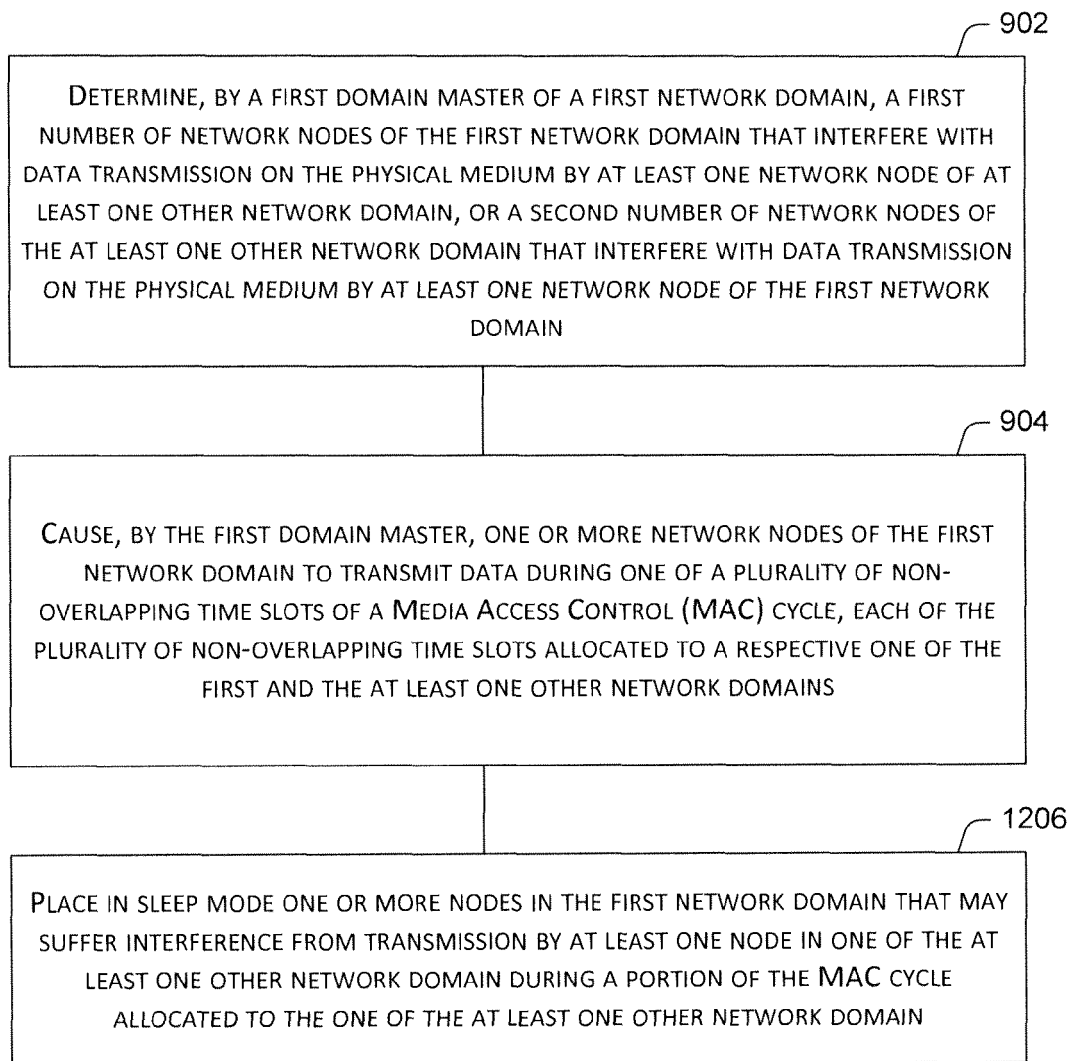 902
DETERMINE, BY A FIRST DOMAIN MASTER OF A FIRST NETWORK DOMAIN, A FIRST
NUMBER OF NETWORK NODES OF THE FIRST NETWORK DOMAIN THAT INTERFERE WITH
DATA TRANSMISSION ON THE PHYSICAL MEDIUM BY AT LEAST ONE NETWORK NODE OF AT
LEAST ONE OTHER NETWORK DOMAIN, OR A SECOND NUMBER OF NETWORK NODES OF
THE AT LEAST ONE OTHER NETWORK DOMAIN THAT INTERFERE WITH DATA TRANSMISSION
ON THE PHYSICAL MEDIUM BY AT LEAST ONE NETWORK NODE OF THE FIRST NETWORK
DOMAIN
904
CAUSE, BY THE FIRST DOMAIN MASTER, ONE OR MORE NETWORK NODES OF THE FIRST
NETWORK DOMAIN TO TRANSMIT DATA DURING ONE OF A PLURALITY OF NON-
OVERLAPPING TIME SLOTS OF A MEDIA ACCESS CONTROL (MAC) CYCLE, EACH OF THE
PLURALITY OF NON-OVERLAPPING TIME SLOTS ALLOCATED TO A RESPECTIVE ONE OF THE
FIRST AND THE AT LEAST ONE OTHER NETWORK DOMAINS
1206
PLACE IN SLEEP MODE ONE OR MORE NODES IN THE FIRST NETWORK DOMAIN THAT MAY
SUFFER INTERFERENCE FROM TRANSMISSION BY AT LEAST ONE NODE IN ONE OF THE AT
LEAST ONE OTHER NETWORK DOMAIN DURING A PORTION OF THE MAC CYCLE
ALLOCATED TO THE ONE OF THE AT LEAST ONE OTHER NETWORK DOMAIN